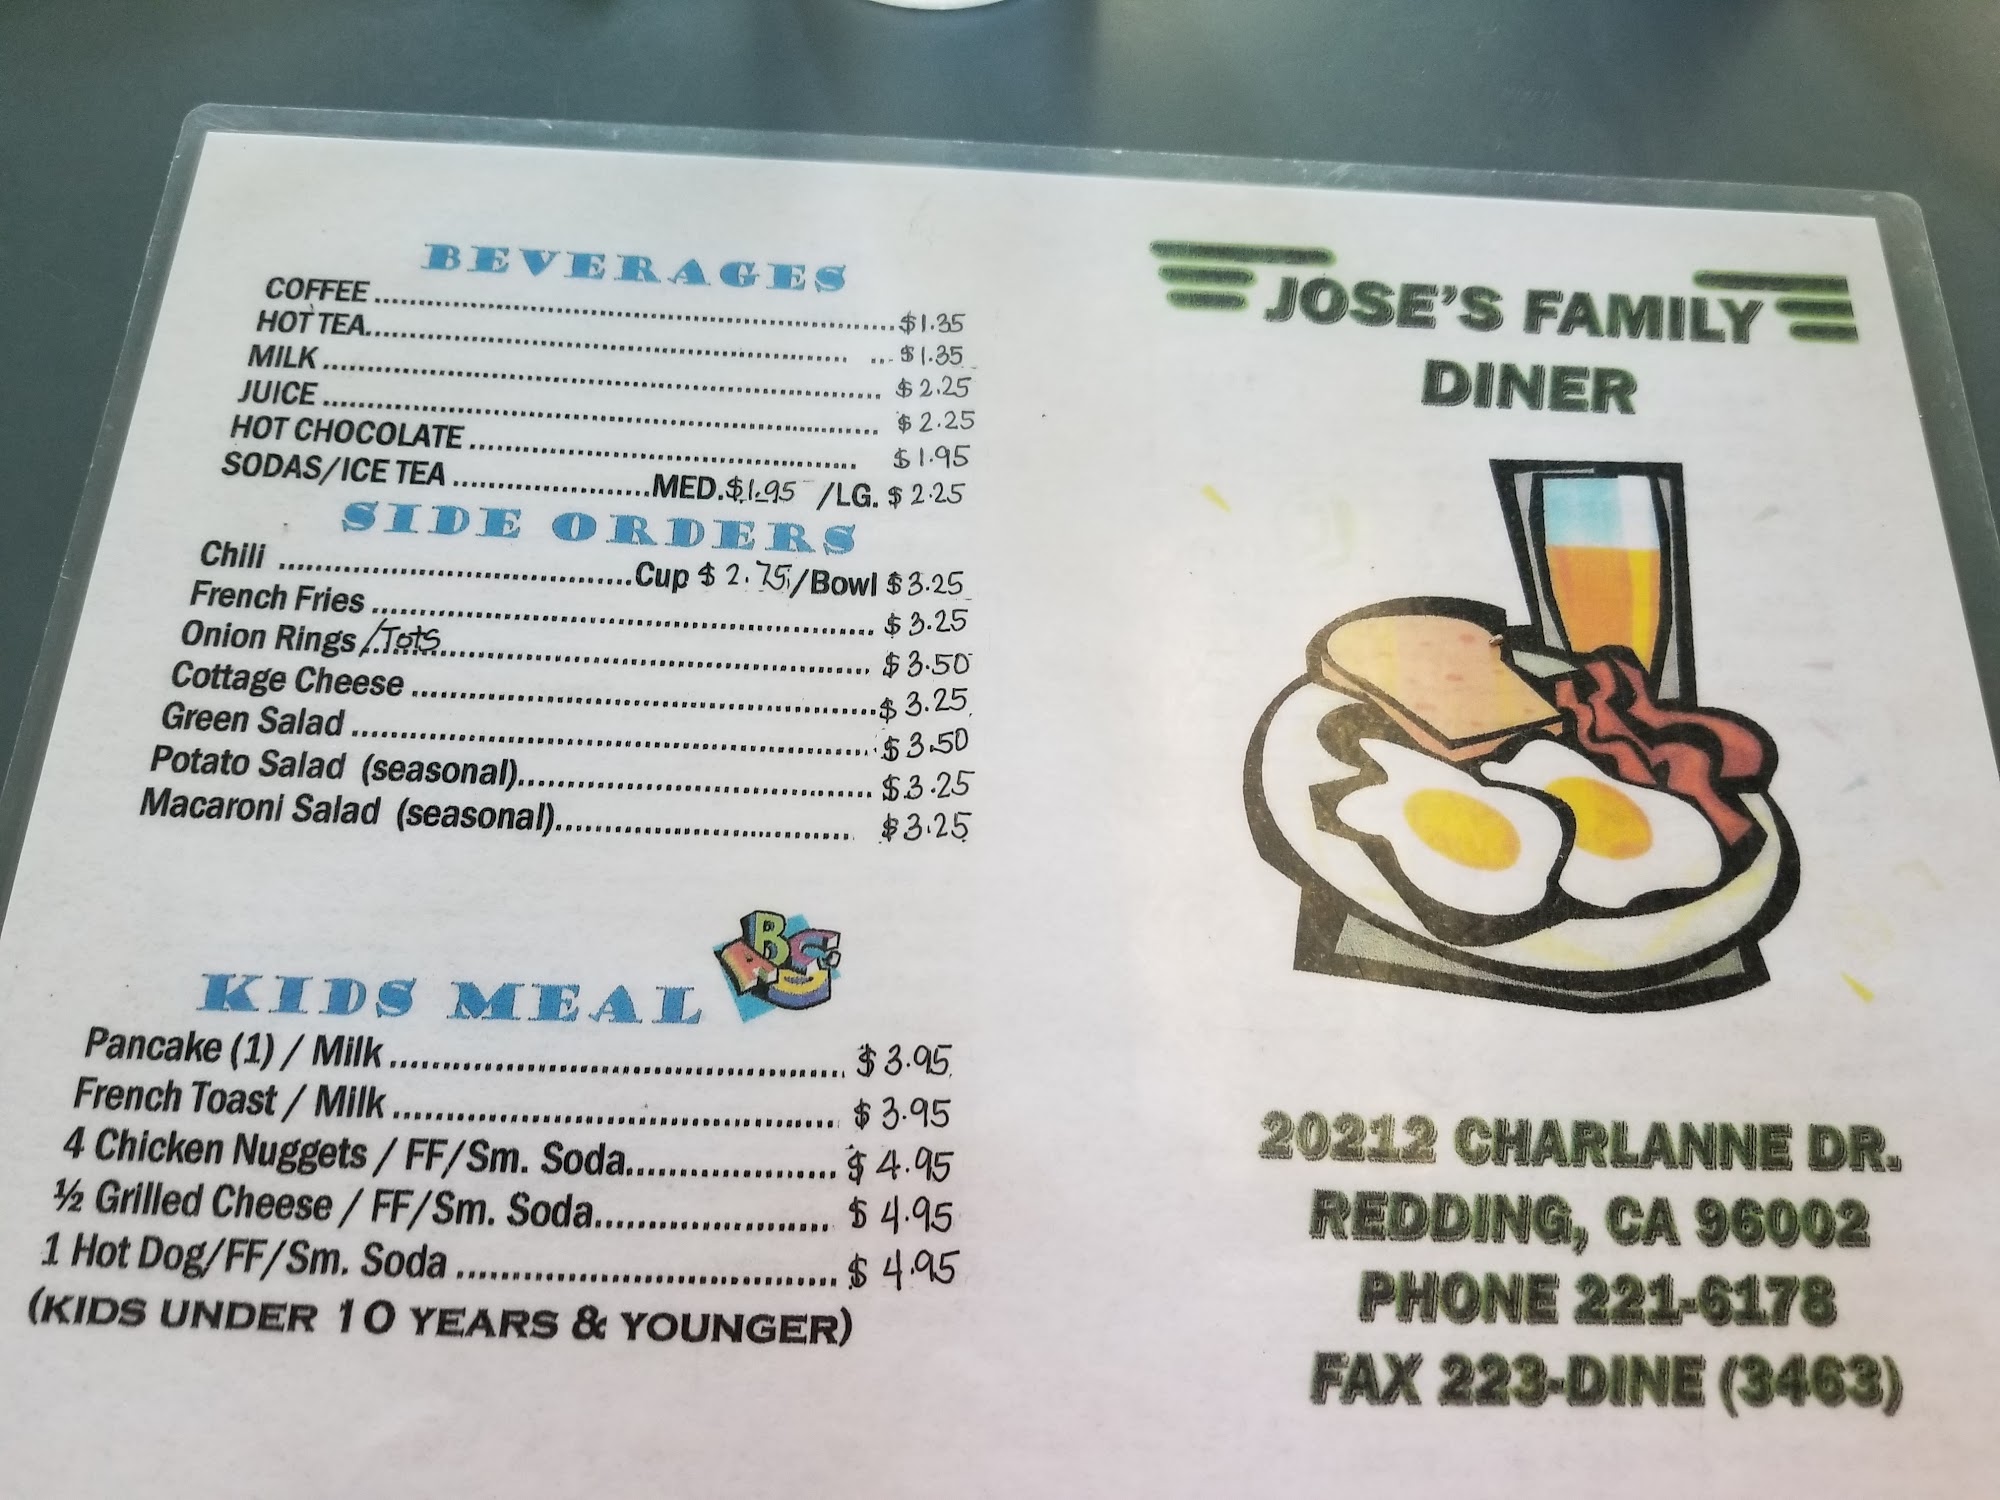 BEVERAGES
COFFEE ........ $1.35
HOT TEA........ $1.35
MILK ........ $2.25
JUICE ........ $2.25
HOT CHOCOLATE ........ $1.95
SODAS/ICE TEA ........MED.$1.95 /LG. $2.25
SIDE ORDERS
Chili ........Cup $2.75/Bowl $3.25
French Fries ........ $3.25
Onion Rings/Tots ........ $3.50
Cottage Cheese ........ $3.25
Green Salad ........ $3.50
Potato Salad (seasonal)........ $3.25
Macaroni Salad (seasonal)........ $3.25
ABC
KIDS MEAL
Pancake (1) / Milk ........ $3.95
French Toast / Milk ........ $3.95
4 Chicken Nuggets / FF/Sm. Soda........ $4.95
½ Grilled Cheese / FF/Sm. Soda........ $4.95
1 Hot Dog/FF/Sm. Soda ........ $4.95
(KIDS UNDER 10 YEARS & YOUNGER)
JOSE'S FAMILY
DINER
20212 CHARLANNE DR.
REDDING, CA 96002
PHONE 221-6178
FAX 223-DINE (3463)